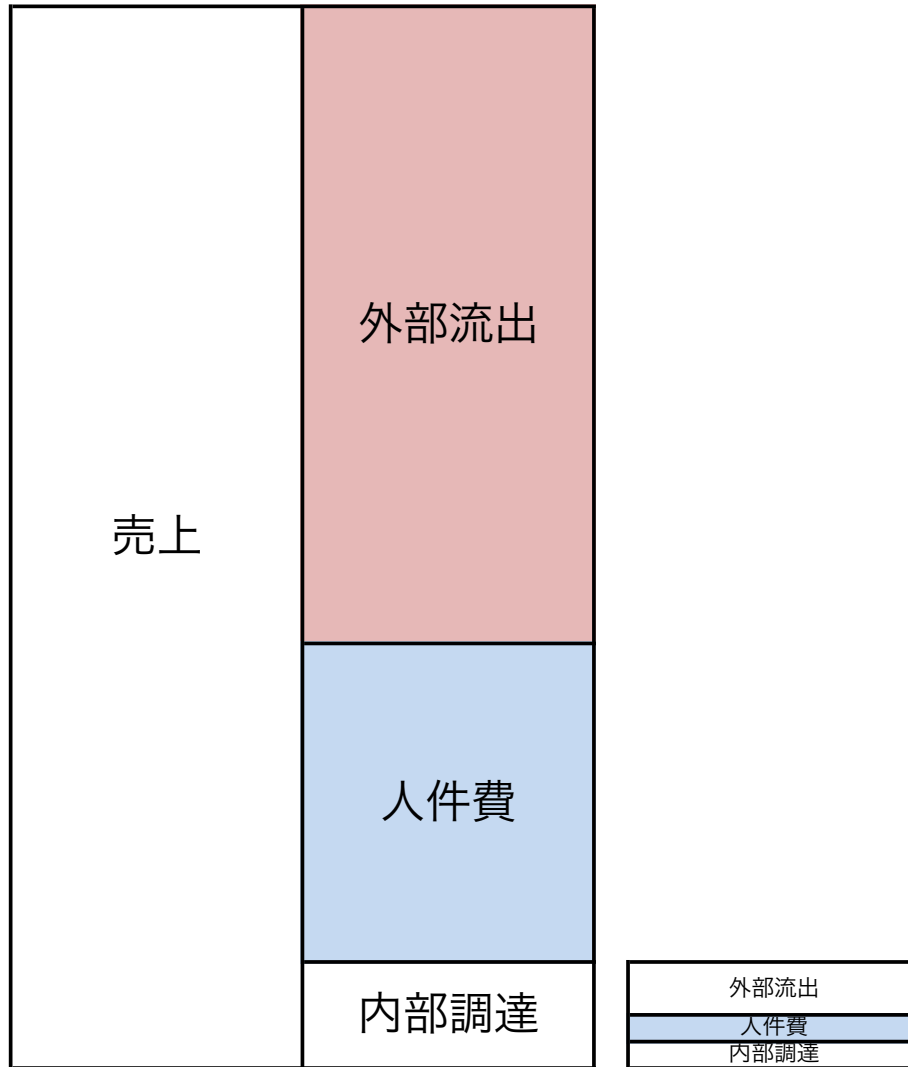 外部流出
売上
人件費
内部調達
外部流出
人件費
内部調達